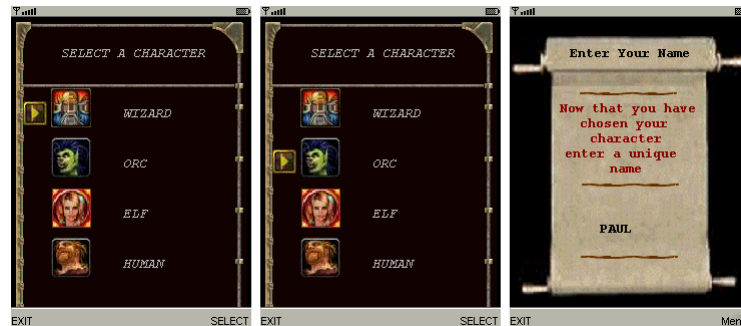 SELECT A CHARACTER
WIZARD
ORC
ELF
HUMAN
EXIT
SELECT
SELECT A CHARACTER
WIZARD
ORC
ELF
HUMAN
EXIT
SELECT
Enter Your Name
Now that you have
chosen your
character
enter a unique
name
PAUL
EXIT
Men